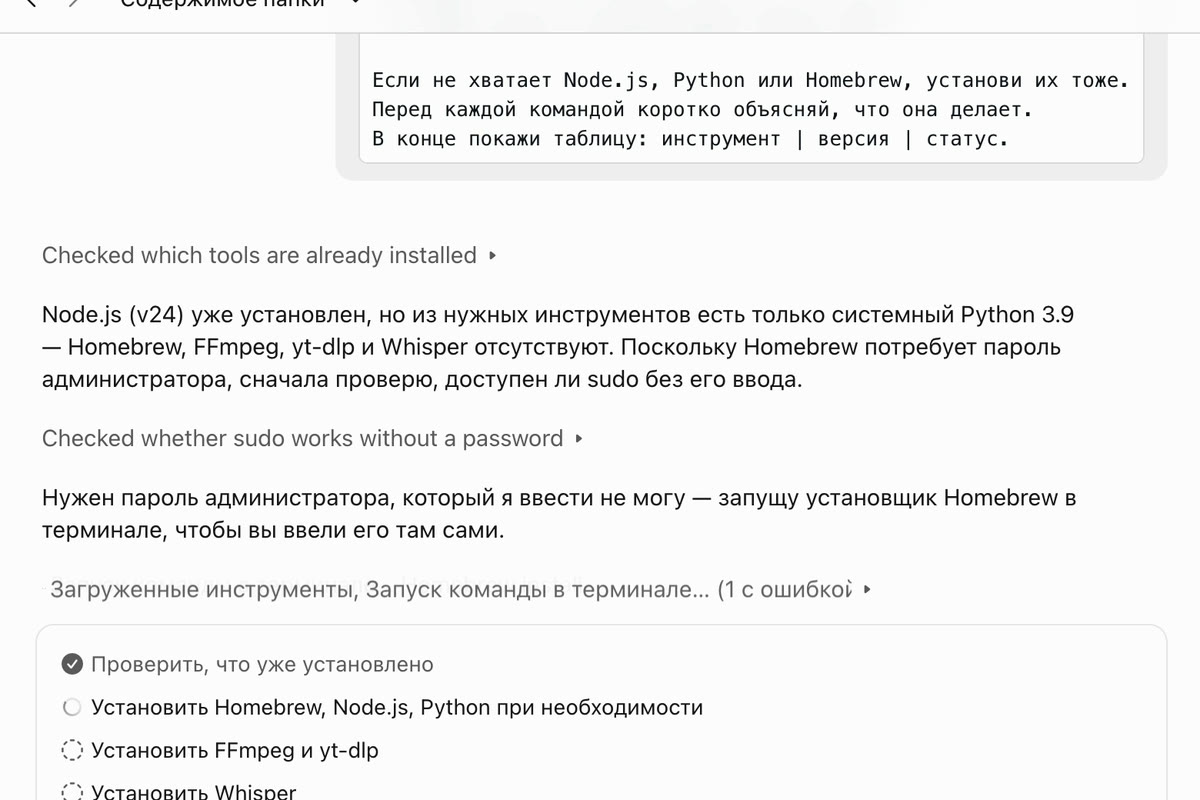 Содержимое папки
Если не хватает Node.js, Python или Homebrew, установи их тоже.
Перед каждой командой коротко объясняй, что она делает.
В конце покажи таблицу: инструмент | версия | статус.
Checked which tools are already installed
Node.js (v24) уже установлен, но из нужных инструментов есть только системный Python 3.9
— Homebrew, FFmpeg, yt-dlp и Whisper отсутствуют. Поскольку Homebrew потребует пароль
администратора, сначала проверю, доступен ли sudo без его ввода.
Checked whether sudo works without a password
Нужен пароль администратора, который я ввести не могу — запущу установщик Homebrew в
терминале, чтобы вы ввели его там сами.
Загруженные инструменты, Запуск команды в терминале... (1 с ошибкой
Проверить, что уже установлено
Установить Homebrew, Node.js, Python при необходимости
Установить FFmpeg и yt-dlp
Установить Whisper